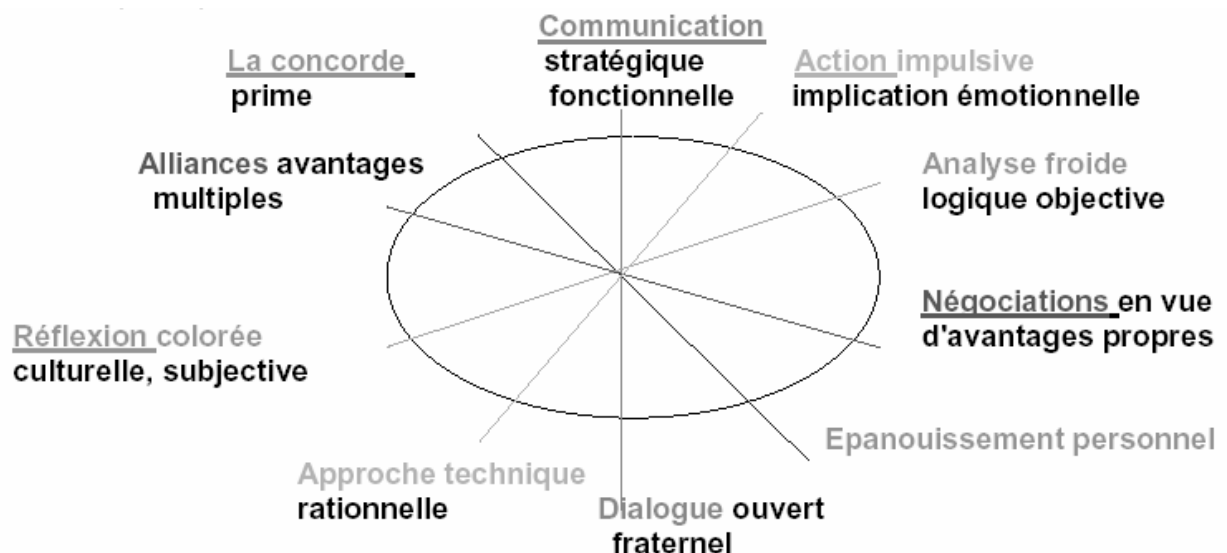 Communication
stratégique
fonctionnelle
La concorde
prime
Action impulsive
implication émotionnelle
Alliances avantages
multiples
Analyse froide
logique objective
Négociations en vue
d'avantages propres
Réflexion colorée
culturelle, subjective
Epanouissement personnel
Approche technique
rationnelle
Dialogue ouvert
fraternel